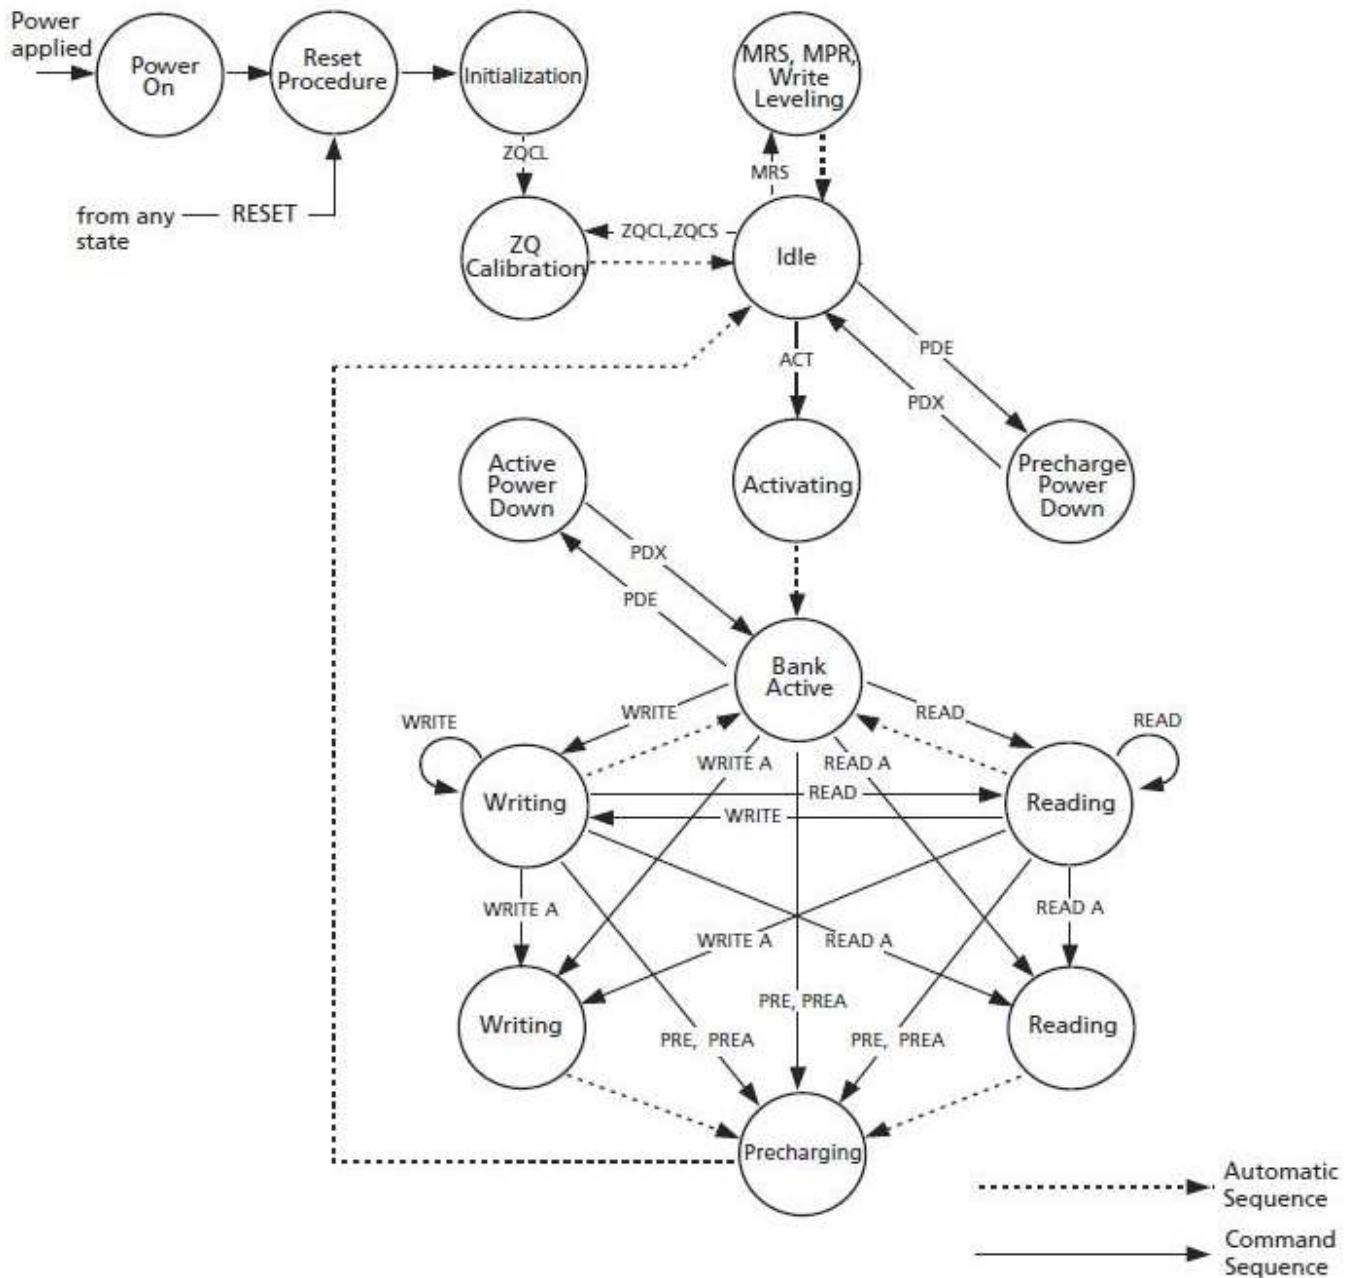 Power
applied
Power
On
Reset
Procedure
Initialization
MRS, MPR,
Write
Leveling
ZQCL
MRS
from any
state
RESET
ZQ
Calibration
ZQCL,ZQCS
Idle
ACT
PDE
PDX
Active
Power
Down
Activating
Precharge
Power
Down
PDX
PDE
Bank
Active
WRITE
WRITE
READ
READ
WRITE A
READ A
Writing
READ
Reading
WRITE
WRITE A
READ A
WRITE A
READ A
Writing
PRE, PREA
Reading
PRE, PREA
PRE, PREA
Precharging
Automatic
Sequence
Command
Sequence